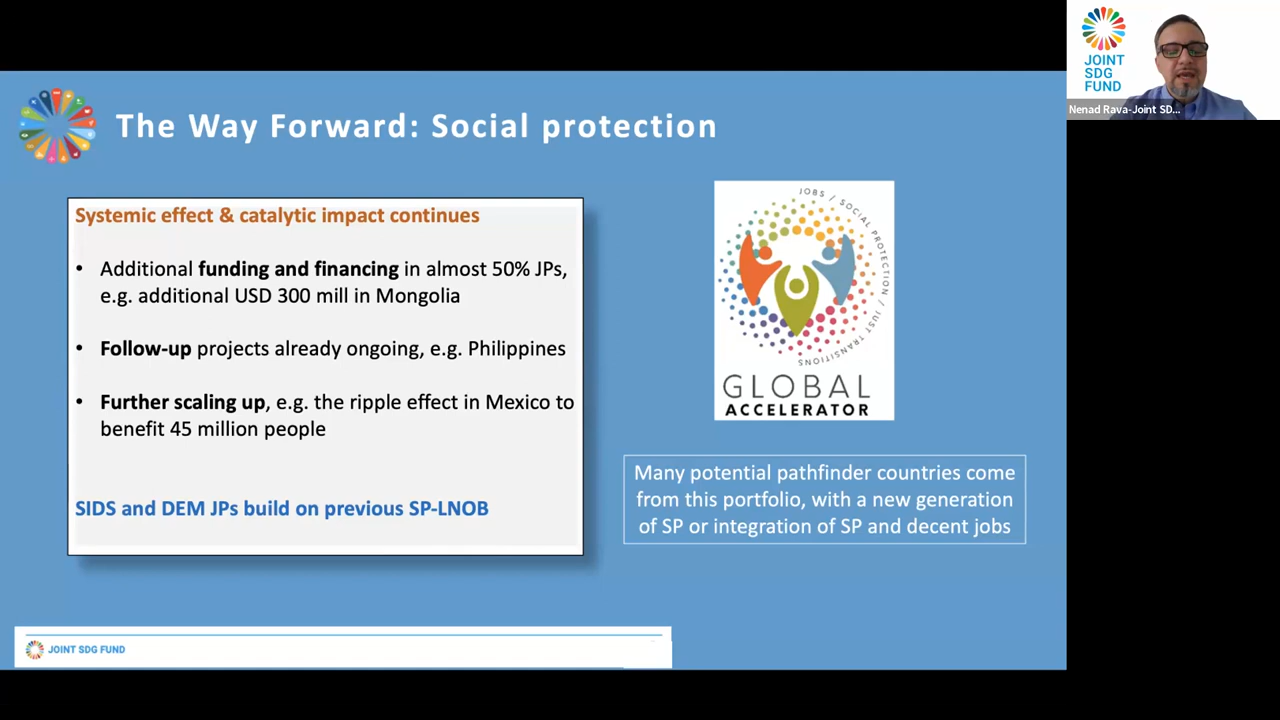 The Way Forward: Social protection
Systemic effect & catalytic impact continues
• Additional funding and financing in almost 50% JPs,
e.g. additional USD 300 mill in Mongolia
• Follow-up projects already ongoing, e.g. Philippines
• Further scaling up, e.g. the ripple effect in Mexico to
benefit 45 million people
SIDS and DEM JPs build on previous SP-LNOB
JOBS / SOCIAL PROTECTION / JUST TRANSITIONS
GLOBAL
ACCELERATOR
Many potential pathfinder countries come
from this portfolio, with a new generation
of SP or integration of SP and decent jobs
JOINT SDG FUND
JOINT
SDG
FUND
Nenad Rava-Joint SD...